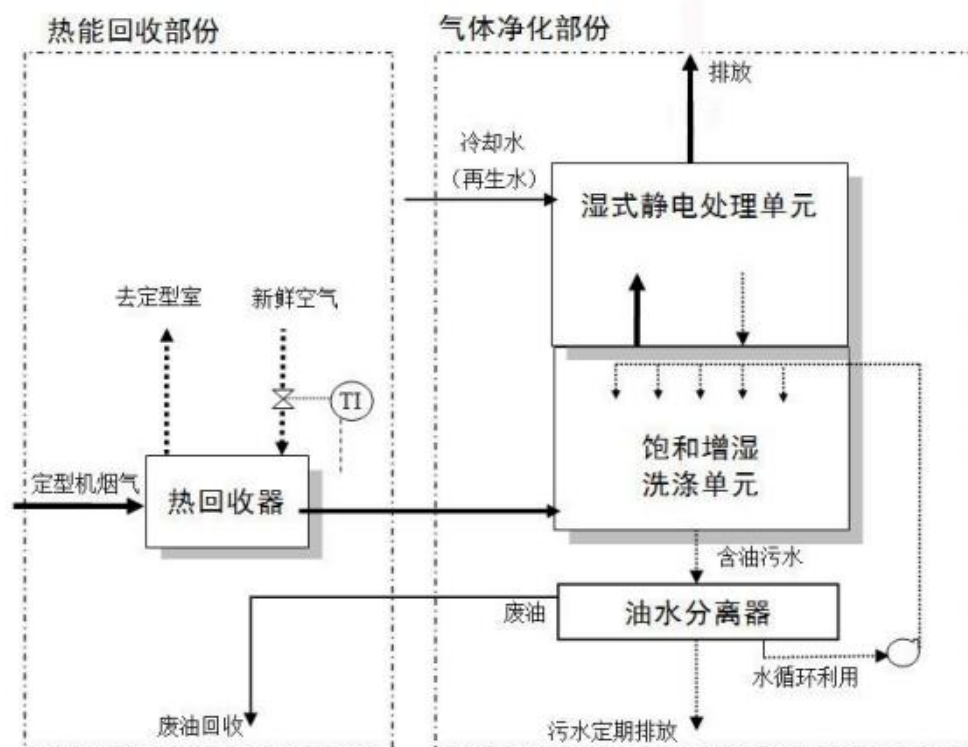 热能回收部份
气体净化部份
排放
冷却水
（再生水）
湿式静电处理单元
去定型室
新鲜空气
TI
饱和增湿
洗涤单元
定型机烟气
热回收器
含油污水
废油
油水分离器
水循环利用
废油回收
污水定期排放